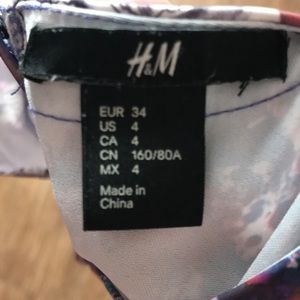 H&M
EUR 34
US 4
CA 4
CN 160/80A
MX 4
Made in
China